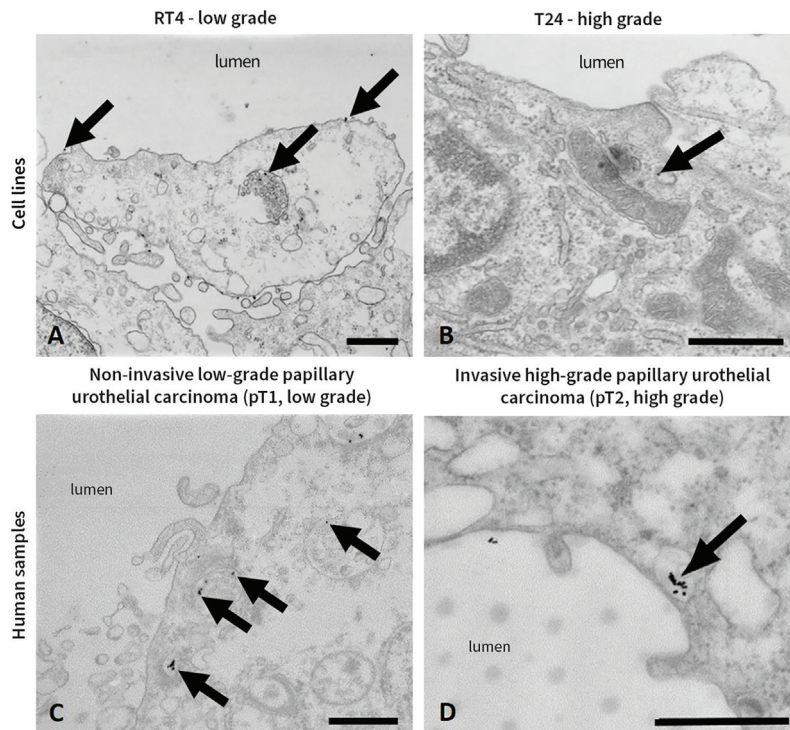 RT4 - low grade
T24 - high grade
Cell lines
lumen
A
lumen
B
Non-invasive low-grade papillary
urothelial carcinoma (pT1, low grade)
Invasive high-grade papillary urothelial
carcinoma (pT2, high grade)
Human samples
lumen
C
lumen
D